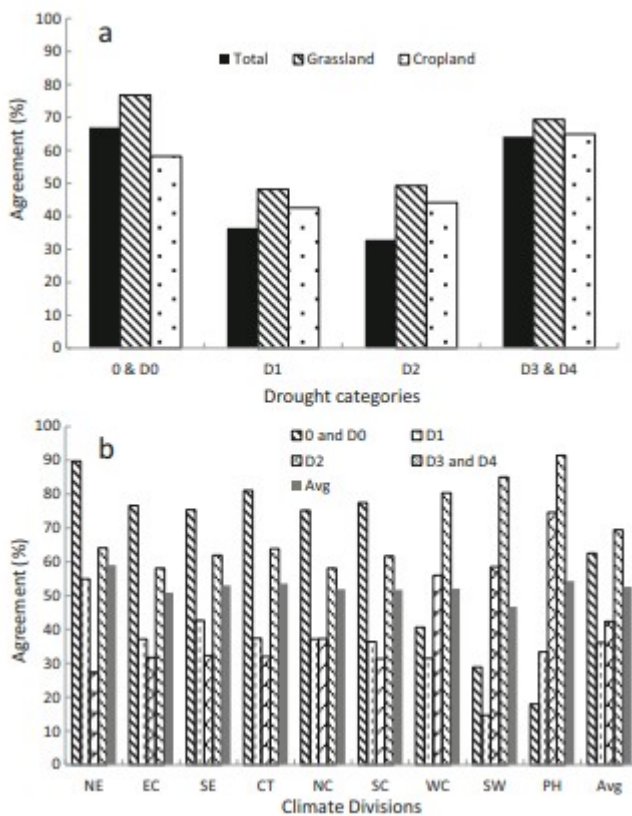 100
a
90
Total Grassland Cropland
80
70
60
50
40
30
20
10
0
Agreement (%)
0 & D0 D1 D2 D3 & D4
Drought categories
100
b
0 and D0 D1
90
D2 D3 and D4
80
Avg
70
60
50
40
30
20
10
0
Agreement (%)
NE EC SE CT NC SC WC SW PH Avg
Climate Divisions